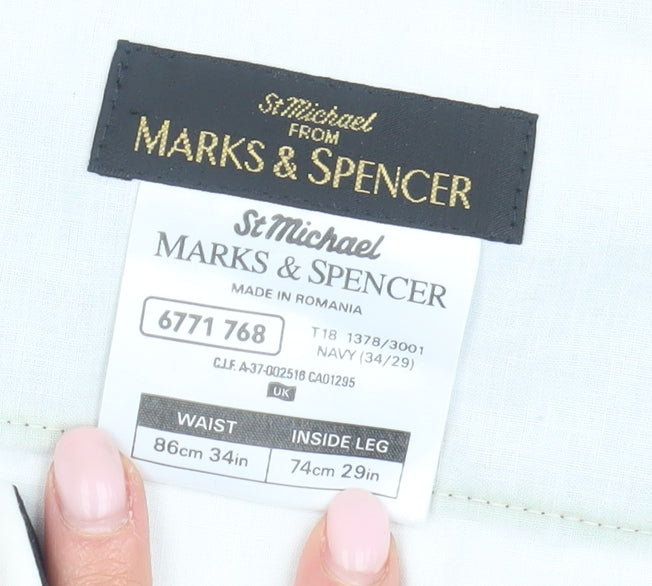 St Michael
FROM
MARKS & SPENCER
St Michael
MARKS & SPENCER
MADE IN ROMANIA
6771 768
T18 1378/3001
NAVY (34/29)
C.I.F. A-37-002516 CA01295
UK
WAIST INSIDE LEG
86cm 34in 74cm 29in